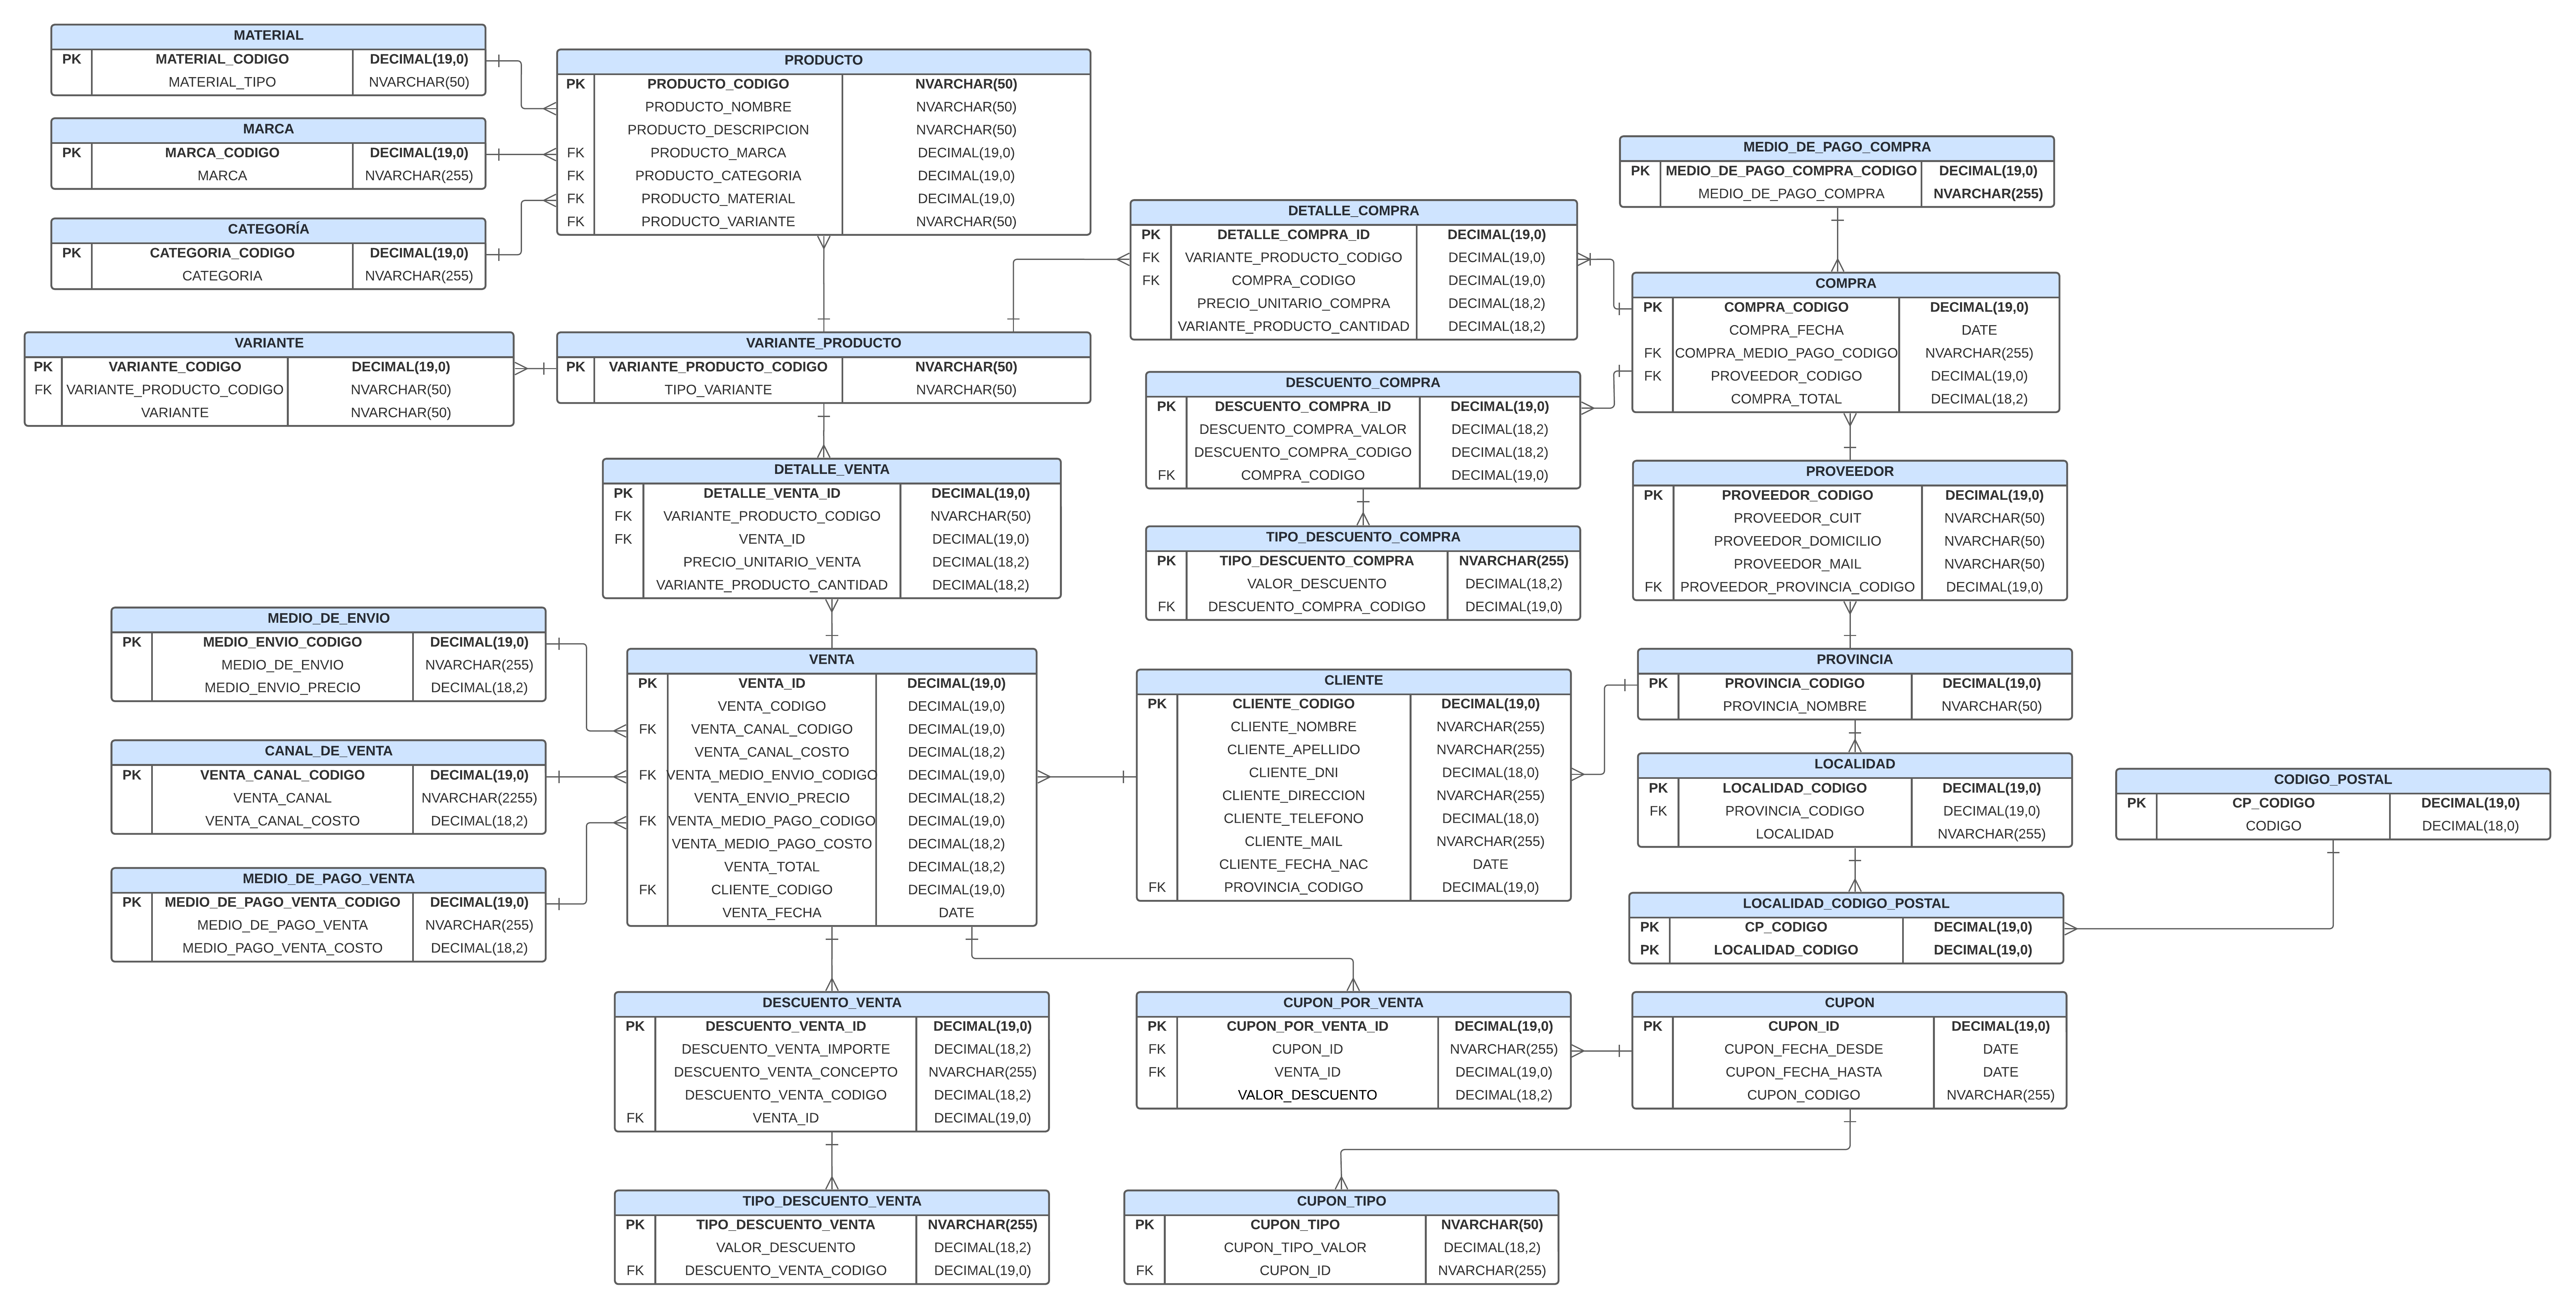 MATERIAL
PK MATERIAL_CODIGO DECIMAL(19,0)
MATERIAL_TIPO NVARCHAR(50)
MARCA
PK MARCA_CODIGO DECIMAL(19,0)
MARCA NVARCHAR(255)
CATEGORÍA
PK CATEGORIA_CODIGO DECIMAL(19,0)
CATEGORIA NVARCHAR(255)
PRODUCTO
PK PRODUCTO_CODIGO NVARCHAR(50)
PRODUCTO_NOMBRE NVARCHAR(50)
PRODUCTO_DESCRIPCION NVARCHAR(50)
FK PRODUCTO_MARCA DECIMAL(19,0)
FK PRODUCTO_CATEGORIA DECIMAL(19,0)
FK PRODUCTO_MATERIAL DECIMAL(19,0)
FK PRODUCTO_VARIANTE NVARCHAR(50)
VARIANTE
PK VARIANTE_CODIGO DECIMAL(19,0)
FK VARIANTE_PRODUCTO_CODIGO NVARCHAR(50)
VARIANTE NVARCHAR(50)
VARIANTE_PRODUCTO
PK VARIANTE_PRODUCTO_CODIGO NVARCHAR(50)
TIPO_VARIANTE NVARCHAR(50)
DETALLE_COMPRA
PK DETALLE_COMPRA_ID DECIMAL(19,0)
FK VARIANTE_PRODUCTO_CODIGO DECIMAL(19,0)
FK COMPRA_CODIGO DECIMAL(19,0)
PRECIO_UNITARIO_COMPRA DECIMAL(18,2)
VARIANTE_PRODUCTO_CANTIDAD DECIMAL(18,2)
MEDIO_DE_PAGO_COMPRA
PK MEDIO_DE_PAGO_COMPRA_CODIGO DECIMAL(19,0)
MEDIO_DE_PAGO_COMPRA NVARCHAR(255)
COMPRA
PK COMPRA_CODIGO DECIMAL(19,0)
COMPRA_FECHA DATE
FK COMPRA_MEDIO_PAGO_CODIGO NVARCHAR(255)
FK PROVEEDOR_CODIGO DECIMAL(19,0)
COMPRA_TOTAL DECIMAL(18,2)
DESCUENTO_COMPRA
PK DESCUENTO_COMPRA_ID DECIMAL(19,0)
DESCUENTO_COMPRA_VALOR DECIMAL(18,2)
DESCUENTO_COMPRA_CODIGO DECIMAL(18,2)
FK COMPRA_CODIGO DECIMAL(19,0)
TIPO_DESCUENTO_COMPRA
PK TIPO_DESCUENTO_COMPRA NVARCHAR(255)
VALOR_DESCUENTO DECIMAL(18,2)
FK DESCUENTO_COMPRA_CODIGO DECIMAL(19,0)
PROVEEDOR
PK PROVEEDOR_CODIGO DECIMAL(19,0)
PROVEEDOR_CUIT NVARCHAR(50)
PROVEEDOR_DOMICILIO NVARCHAR(50)
PROVEEDOR_MAIL NVARCHAR(50)
FK PROVEEDOR_PROVINCIA_CODIGO DECIMAL(19,0)
DETALLE_VENTA
PK DETALLE_VENTA_ID DECIMAL(19,0)
FK VARIANTE_PRODUCTO_CODIGO NVARCHAR(50)
FK VENTA_ID DECIMAL(19,0)
PRECIO_UNITARIO_VENTA DECIMAL(18,2)
VARIANTE_PRODUCTO_CANTIDAD DECIMAL(18,2)
MEDIO_DE_ENVIO
PK MEDIO_ENVIO_CODIGO DECIMAL(19,0)
MEDIO_DE_ENVIO NVARCHAR(255)
MEDIO_ENVIO_PRECIO DECIMAL(18,2)
CANAL_DE_VENTA
PK VENTA_CANAL_CODIGO DECIMAL(19,0)
VENTA_CANAL NVARCHAR(2255)
VENTA_CANAL_COSTO DECIMAL(18,2)
MEDIO_DE_PAGO_VENTA
PK MEDIO_DE_PAGO_VENTA_CODIGO DECIMAL(19,0)
MEDIO_DE_PAGO_VENTA NVARCHAR(255)
MEDIO_PAGO_VENTA_COSTO DECIMAL(18,2)
VENTA
PK VENTA_ID DECIMAL(19,0)
VENTA_CODIGO DECIMAL(19,0)
FK VENTA_CANAL_CODIGO DECIMAL(19,0)
VENTA_CANAL_COSTO DECIMAL(18,2)
FK VENTA_MEDIO_ENVIO_CODIGO DECIMAL(19,0)
VENTA_ENVIO_PRECIO DECIMAL(18,2)
FK VENTA_MEDIO_PAGO_CODIGO DECIMAL(19,0)
VENTA_MEDIO_PAGO_COSTO DECIMAL(18,2)
VENTA_TOTAL DECIMAL(18,2)
FK CLIENTE_CODIGO DECIMAL(19,0)
VENTA_FECHA DATE
CLIENTE
PK CLIENTE_CODIGO DECIMAL(19,0)
CLIENTE_NOMBRE NVARCHAR(255)
CLIENTE_APELLIDO NVARCHAR(255)
CLIENTE_DNI DECIMAL(18,0)
CLIENTE_DIRECCION NVARCHAR(255)
CLIENTE_TELEFONO DECIMAL(18,0)
CLIENTE_MAIL NVARCHAR(255)
CLIENTE_FECHA_NAC DATE
FK PROVINCIA_CODIGO DECIMAL(19,0)
PROVINCIA
PK PROVINCIA_CODIGO DECIMAL(19,0)
PROVINCIA_NOMBRE NVARCHAR(50)
LOCALIDAD
PK LOCALIDAD_CODIGO DECIMAL(19,0)
FK PROVINCIA_CODIGO DECIMAL(19,0)
LOCALIDAD NVARCHAR(255)
CODIGO_POSTAL
PK CP_CODIGO DECIMAL(19,0)
CODIGO DECIMAL(18,0)
LOCALIDAD_CODIGO_POSTAL
PK CP_CODIGO DECIMAL(19,0)
PK LOCALIDAD_CODIGO DECIMAL(19,0)
DESCUENTO_VENTA
PK DESCUENTO_VENTA_ID DECIMAL(19,0)
DESCUENTO_VENTA_IMPORTE DECIMAL(18,2)
DESCUENTO_VENTA_CONCEPTO NVARCHAR(255)
DESCUENTO_VENTA_CODIGO DECIMAL(18,2)
FK VENTA_ID DECIMAL(19,0)
CUPON_POR_VENTA
PK CUPON_POR_VENTA_ID DECIMAL(19,0)
FK CUPON_ID NVARCHAR(255)
FK VENTA_ID DECIMAL(19,0)
VALOR_DESCUENTO DECIMAL(18,2)
CUPON
PK CUPON_ID DECIMAL(19,0)
CUPON_FECHA_DESDE DATE
CUPON_FECHA_HASTA DATE
CUPON_CODIGO NVARCHAR(255)
TIPO_DESCUENTO_VENTA
PK TIPO_DESCUENTO_VENTA NVARCHAR(255)
VALOR_DESCUENTO DECIMAL(18,2)
FK DESCUENTO_VENTA_CODIGO DECIMAL(19,0)
CUPON_TIPO
PK CUPON_TIPO NVARCHAR(50)
CUPON_TIPO_VALOR DECIMAL(18,2)
FK CUPON_ID NVARCHAR(255)